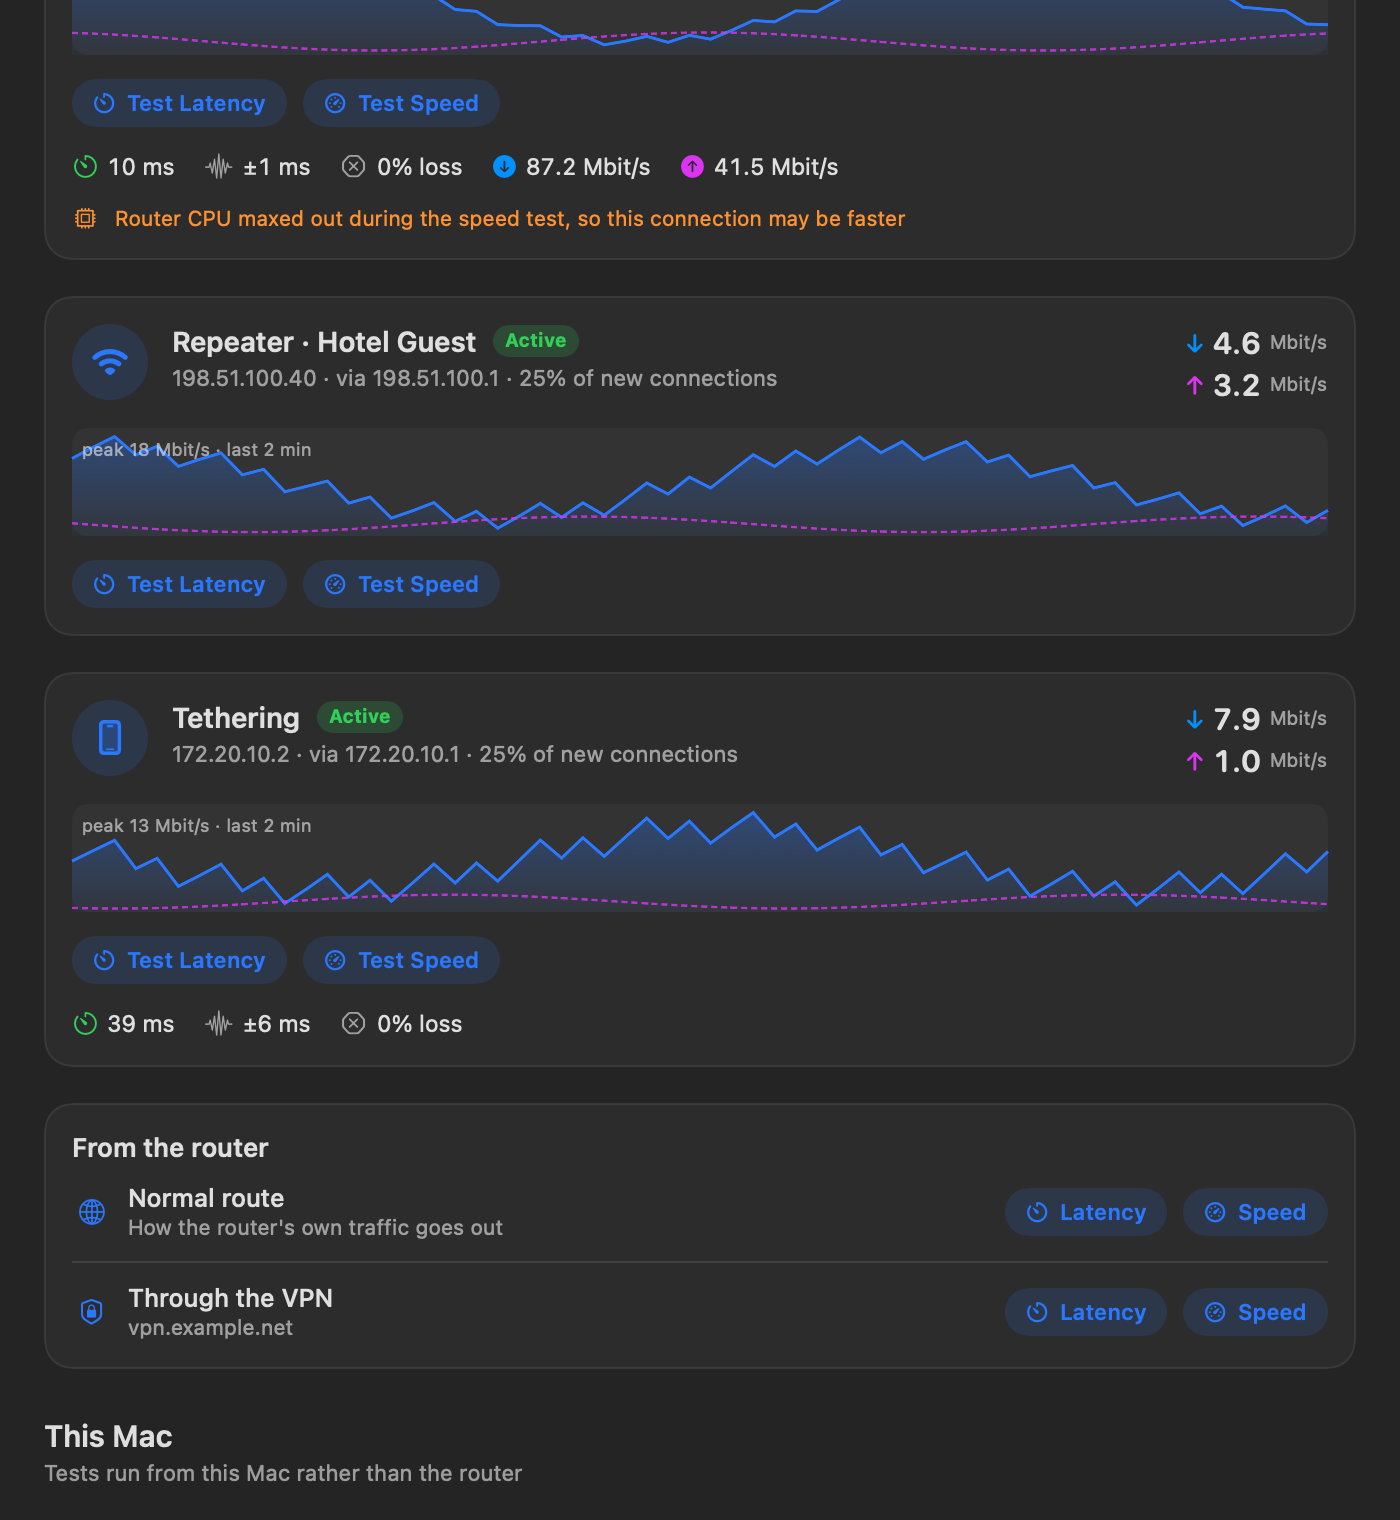 Test Latency
Test Speed
10 ms
±1 ms
0% loss
87.2 Mbit/s
41.5 Mbit/s
Router CPU maxed out during the speed test, so this connection may be faster
Repeater · Hotel Guest
Active
198.51.100.40 · via 198.51.100.1 · 25% of new connections
4.6 Mbit/s
3.2 Mbit/s
peak 18 Mbit/s · last 2 min
Test Latency
Test Speed
Tethering
Active
172.20.10.2 · via 172.20.10.1 · 25% of new connections
7.9 Mbit/s
1.0 Mbit/s
peak 13 Mbit/s · last 2 min
Test Latency
Test Speed
39 ms
±6 ms
0% loss
From the router
Normal route
How the router's own traffic goes out
Latency
Speed
Through the VPN
vpn.example.net
Latency
Speed
This Mac
Tests run from this Mac rather than the router